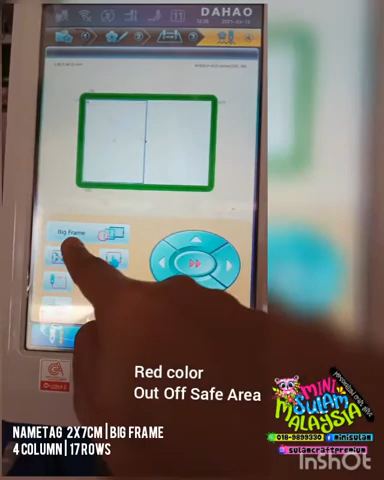 DAHAO
Big Frame
Red color
Out Off Safe Area
MINI
SULAM
MALAYSIA
018-9899330
minisulam
sulamcraftpremium
NAMETAG 2X7CM | BIG FRAME
4 COLUMN | 17 ROWS
InShOt